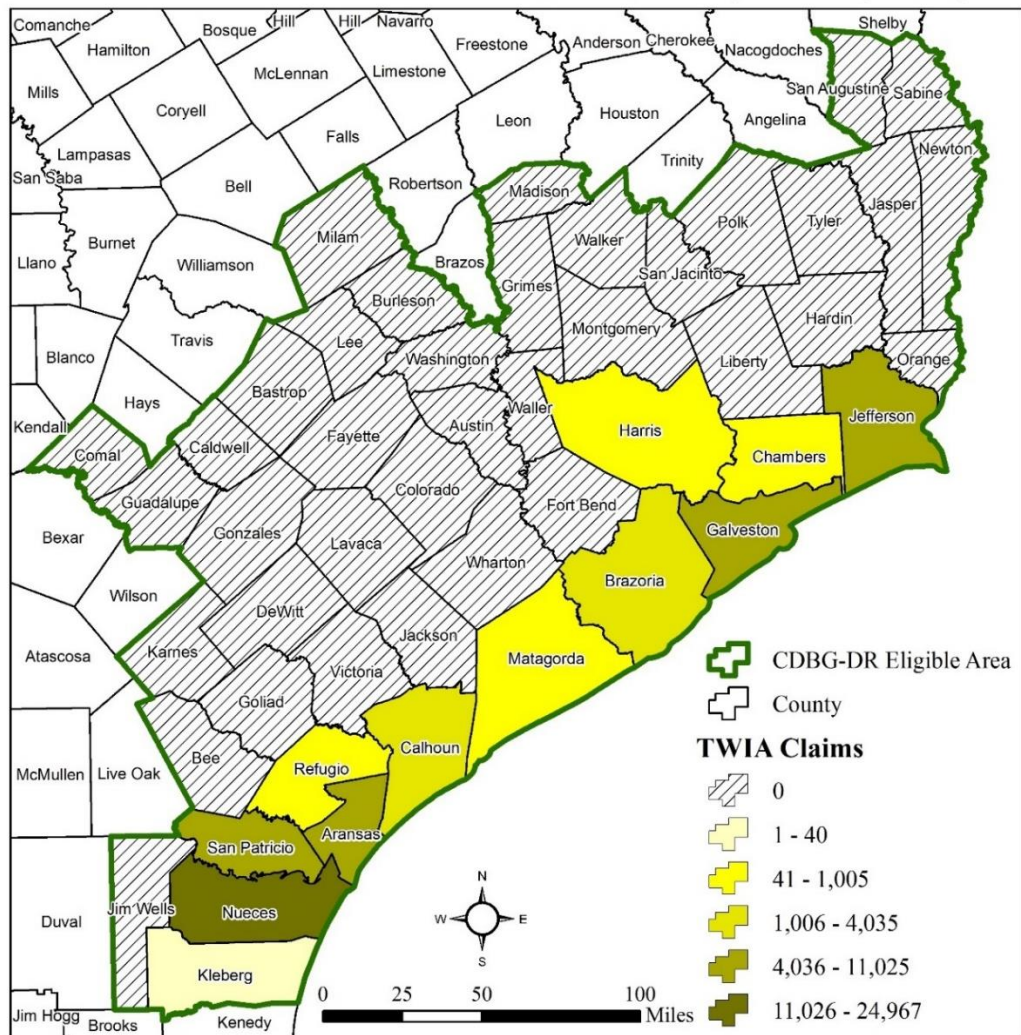 Comanche
Hill
Bosque
Hill
Navarro
Shelby
Hamilton
Freestone
Anderson
Cherokee
Nacogdoches
McLennan
Limestone
San Augustine
Sabine
Mills
Coryell
Leon
Houston
Angelina
Falls
Trinity
Newton
Lampasas
San Saba
Bell
Robertson
Madison
Jasper
Burnet
Milam
Walker
Polk
Tyler
Llano
Williamson
Brazos
San Jacinto
Grimes
Burleson
Travis
Montgomery
Hardin
Blanco
Lee
Washington
Liberty
Orange
Bastrop
Hays
Waller
Jefferson
Kendall
Caldwell
Fayette
Austin
Harris
Comal
Chambers
Guadalupe
Colorado
Fort Bend
Bexar
Gonzales
Lavaca
Galveston
Wharton
Brazoria
Wilson
DeWitt
Atascosa
Karnes
Jackson
Victoria
Matagorda
Goliad
Calhoun
McMullen
Live Oak
Bee
Refugio
Aransas
San Patricio
Duval
Jim Wells
Nueces
Kleberg
Jim Hogg
Brooks
Kenedy
N
W E
S
0 25 50 100
Miles
CDBG-DR Eligible Area
County
TWIA Claims
0
1 - 40
41 - 1,005
1,006 - 4,035
4,036 - 11,025
11,026 - 24,967